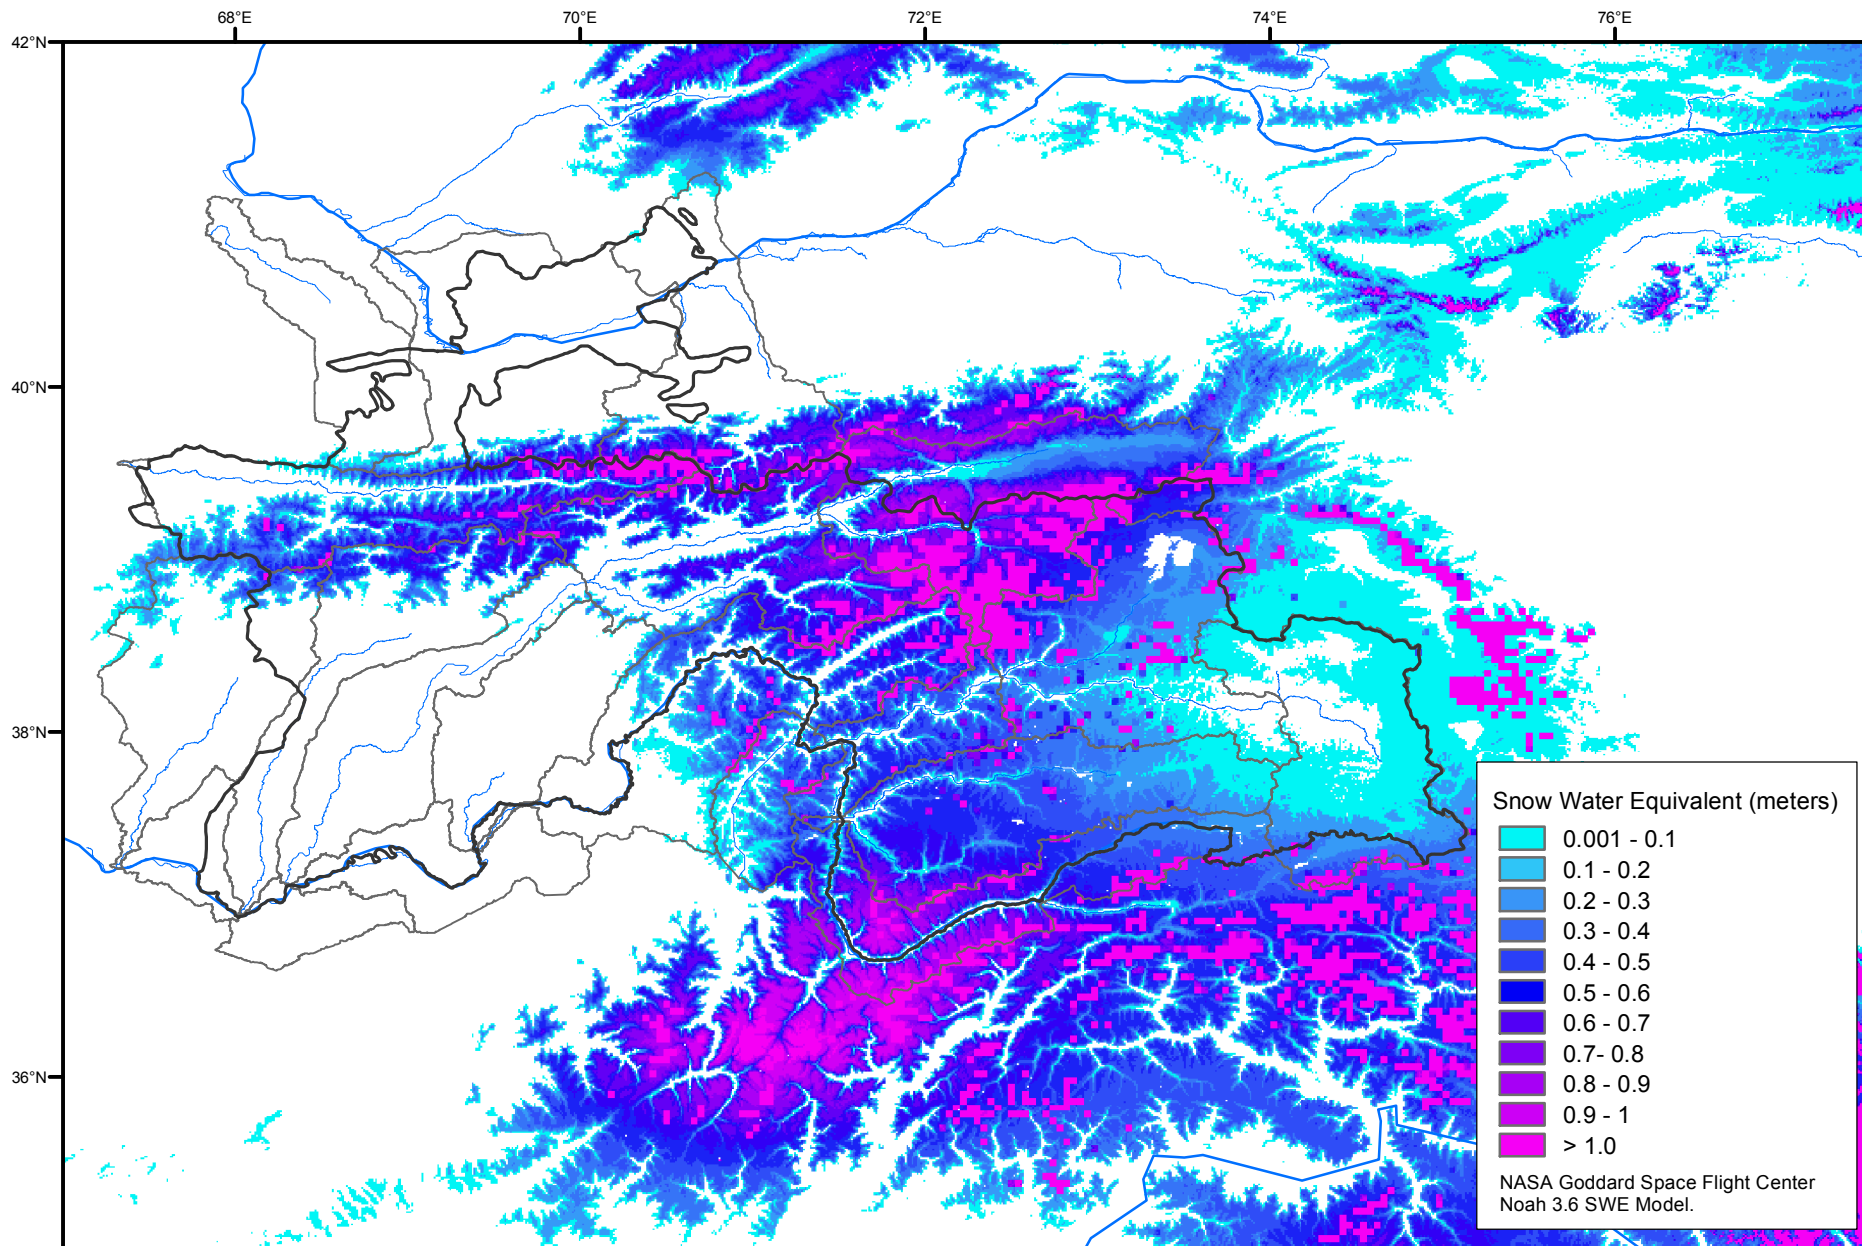 68°E 70°E 72°E 74°E 76°E
42°N
40°N
38°N
36°N
Snow Water Equivalent (meters)
0.001 - 0.1
0.1 - 0.2
0.2 - 0.3
0.3 - 0.4
0.4 - 0.5
0.5 - 0.6
0.6 - 0.7
0.7- 0.8
0.8 - 0.9
0.9 - 1
> 1.0
NASA Goddard Space Flight Center
Noah 3.6 SWE Model.